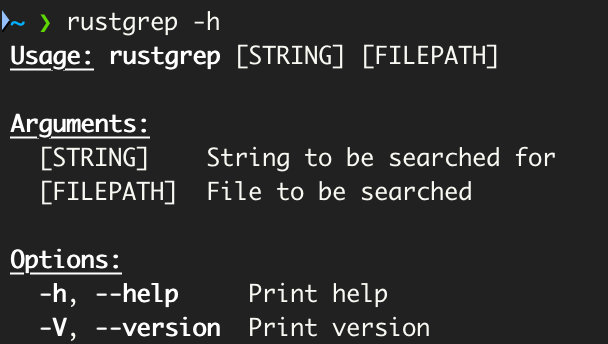 ~ ❯ rustgrep -h
Usage: rustgrep [STRING] [FILEPATH]
Arguments:
[STRING] String to be searched for
[FILEPATH] File to be searched
Options:
-h, --help Print help
-V, --version Print version